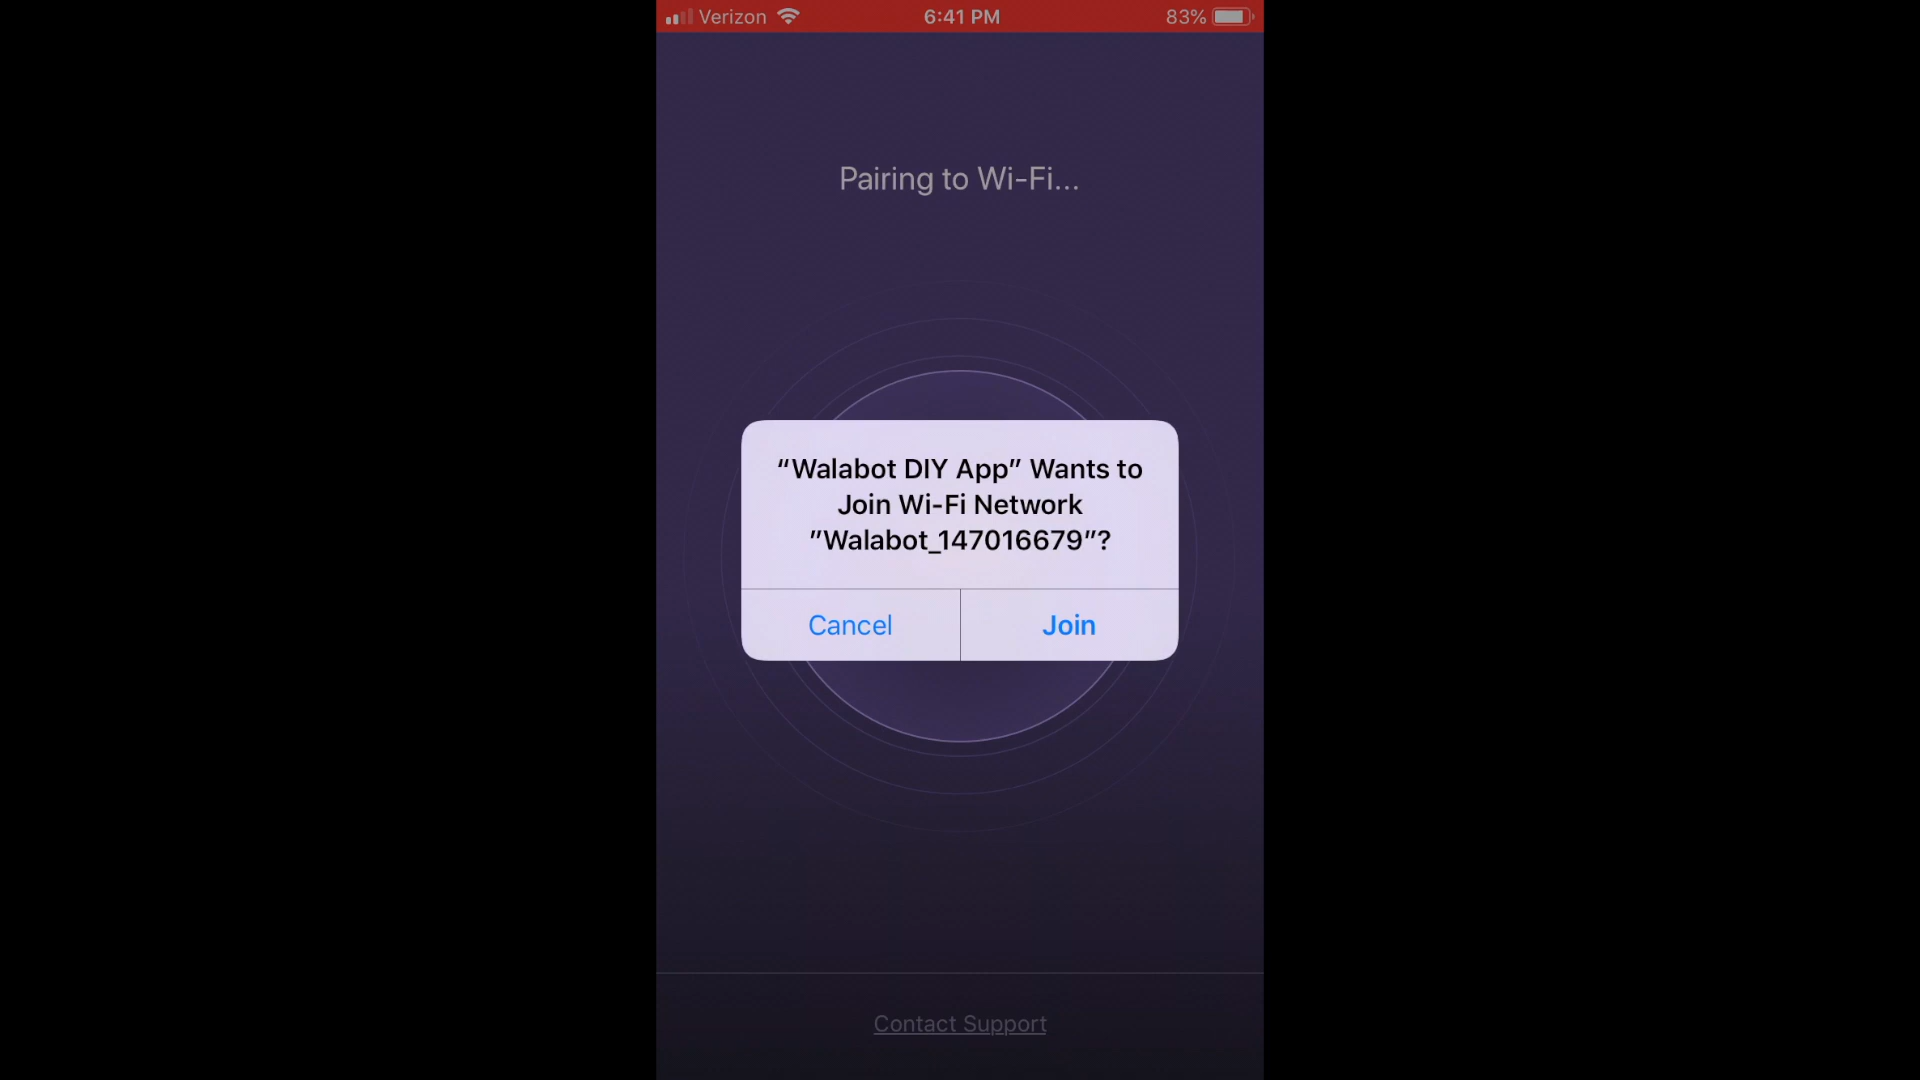 Verizon 6:41 PM 83%
Pairing to Wi-Fi...
“Walabot DIY App” Wants to
Join Wi-Fi Network
”Walabot_147016679”?
Cancel Join
Contact Support